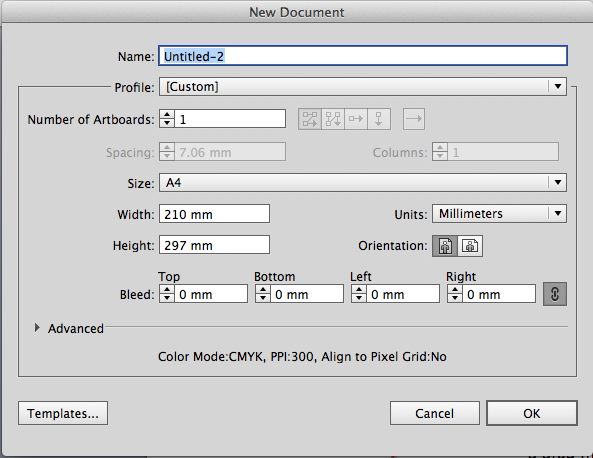 New Document
Name: Untitled-2
Profile: [Custom]
Number of Artboards: 1
Spacing: 7.06 mm Columns: 1
Size: A4
Width: 210 mm Units: Millimeters
Height: 297 mm Orientation:
Top Bottom Left Right
Bleed: 0 mm 0 mm 0 mm 0 mm
Advanced
Color Mode:CMYK, PPI:300, Align to Pixel Grid:No
Templates... Cancel OK